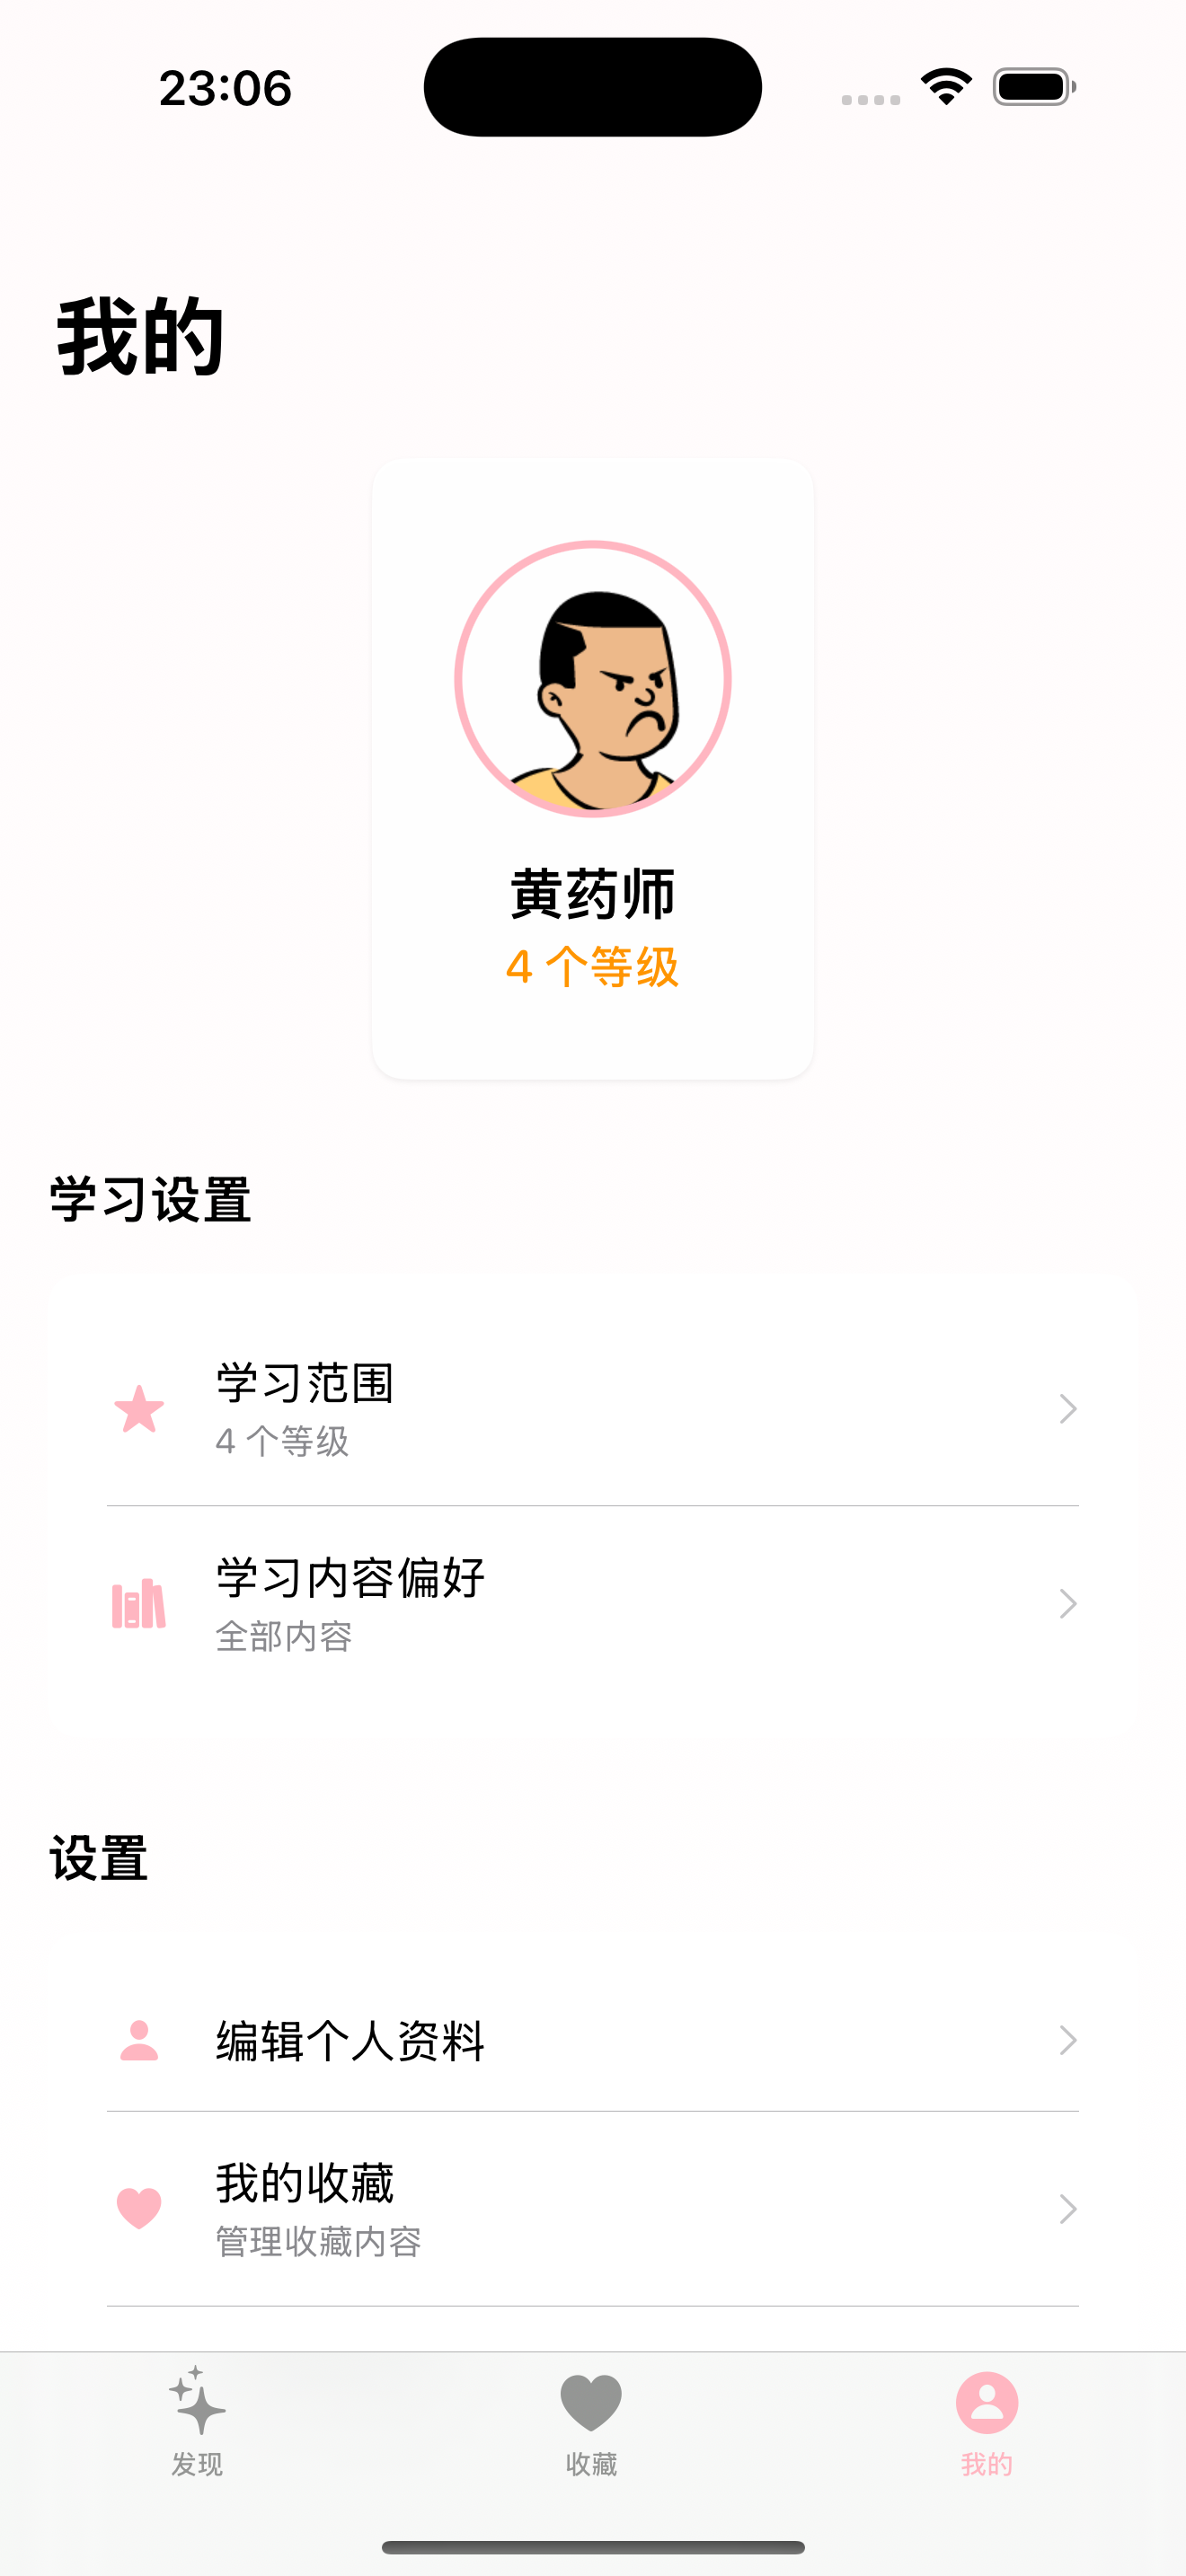 23:06
我的
黄药师
4 个等级
学习设置
学习范围
4 个等级
学习内容偏好
全部内容
设置
编辑个人资料
我的收藏
管理收藏内容
发现
收藏
我的